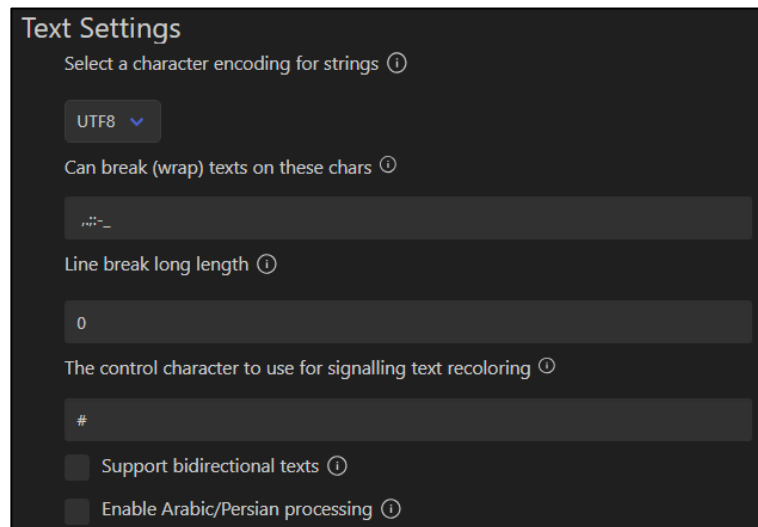 Text Settings
Select a character encoding for strings
UTF8
Can break (wrap) texts on these chars
,.;:-_
Line break long length
0
The control character to use for signalling text recoloring
#
Support bidirectional texts
Enable Arabic/Persian processing